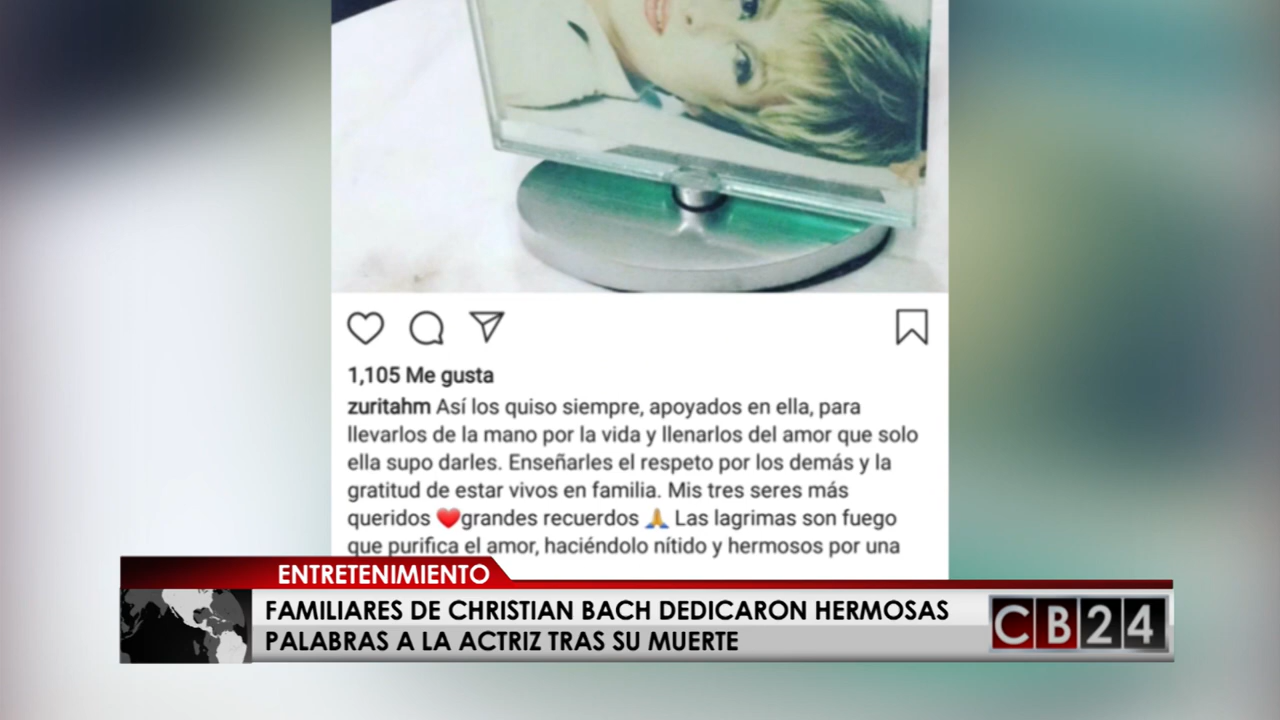 1,105 Me gusta
zuritahm Así los quiso siempre, apoyados en ella, para
llevarlos de la mano por la vida y llenarlos del amor que solo
ella supo darles. Enseñarles el respeto por los demás y la
gratitud de estar vivos en familia. Mis tres seres más
queridos ❤️grandes recuerdos 🙏 Las lagrimas son fuego
que purifica el amor, haciéndolo nítido y hermosos por una
ENTRETENIMIENTO
FAMILIARES DE CHRISTIAN BACH DEDICARON HERMOSAS
PALABRAS A LA ACTRIZ TRAS SU MUERTE
CB24